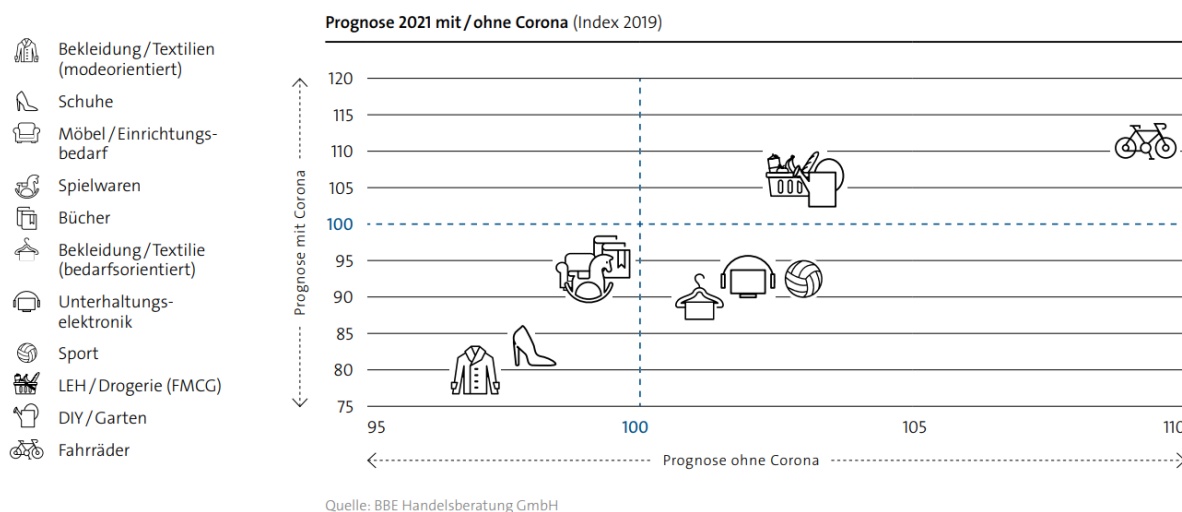 Prognose 2021 mit/ohne Corona (Index 2019)
Bekleidung/Textilien
(modeorientiert)
Schuhe
Möbel/Einrichtungs-
bedarf
Spielwaren
Bücher
Bekleidung/Textilie
(bedarfsorientiert)
Unterhaltungs-
elektronik
Sport
LEH/Drogerie (FMCG)
DIY/Garten
Fahrräder
Prognose mit Corona
120
115
110
105
100
95
90
85
80
75
95
100
105
110
Prognose ohne Corona
Quelle: BBE Handelsberatung GmbH